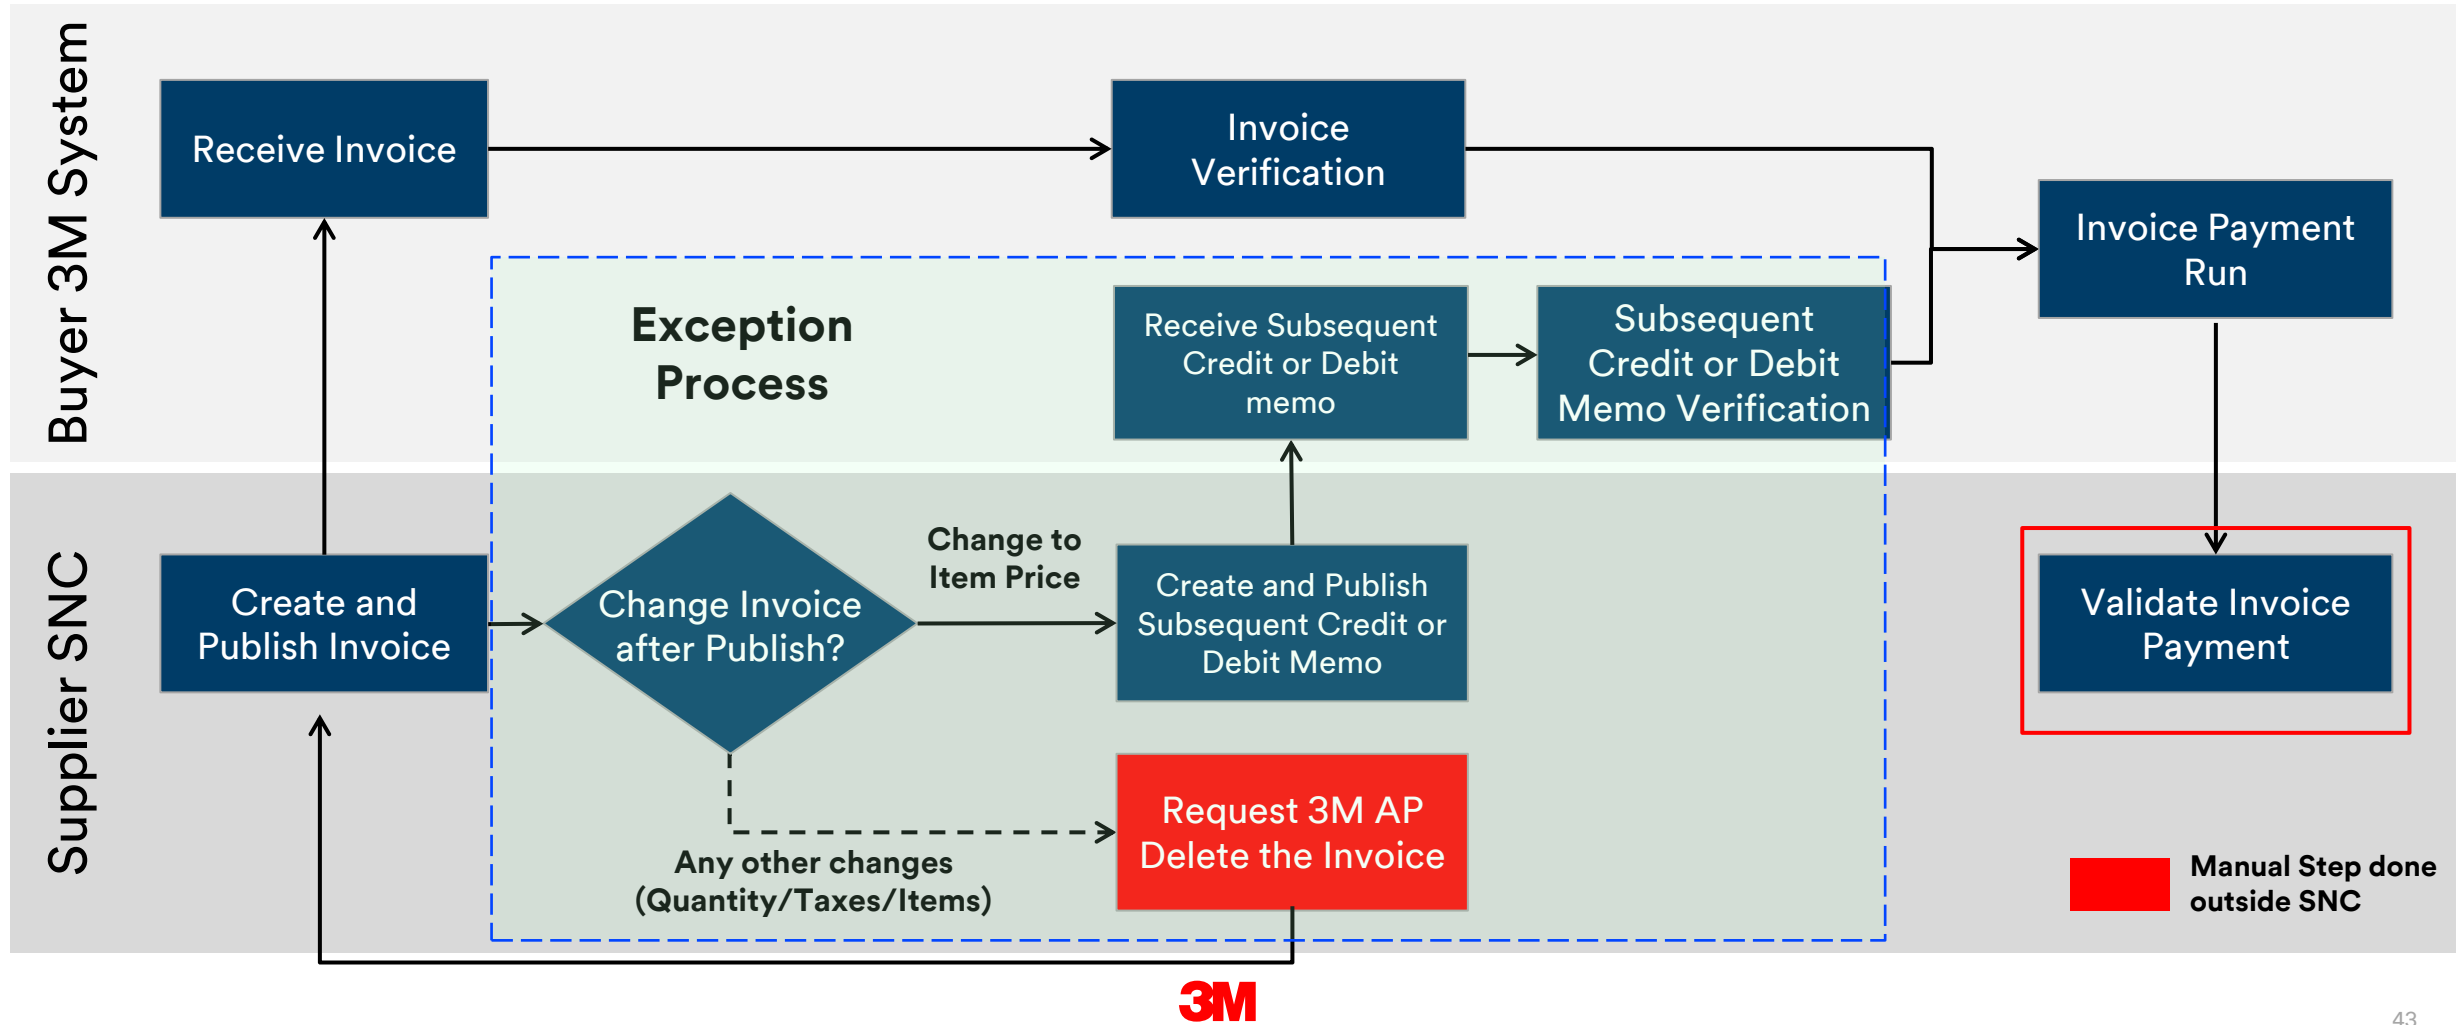 Buyer 3M System
Receive Invoice
Invoice
Verification
Invoice Payment
Run
Exception
Process
Receive Subsequent
Credit or Debit
memo
Subsequent
Credit or Debit
Memo Verification
Supplier SNC
Create and
Publish Invoice
Change Invoice
after Publish?
Change to
Item Price
Create and Publish
Subsequent Credit or
Debit Memo
Validate Invoice
Payment
Any other changes
(Quantity/Taxes/Items)
Request 3M AP
Delete the Invoice
Manual Step done
outside SNC
3M
43